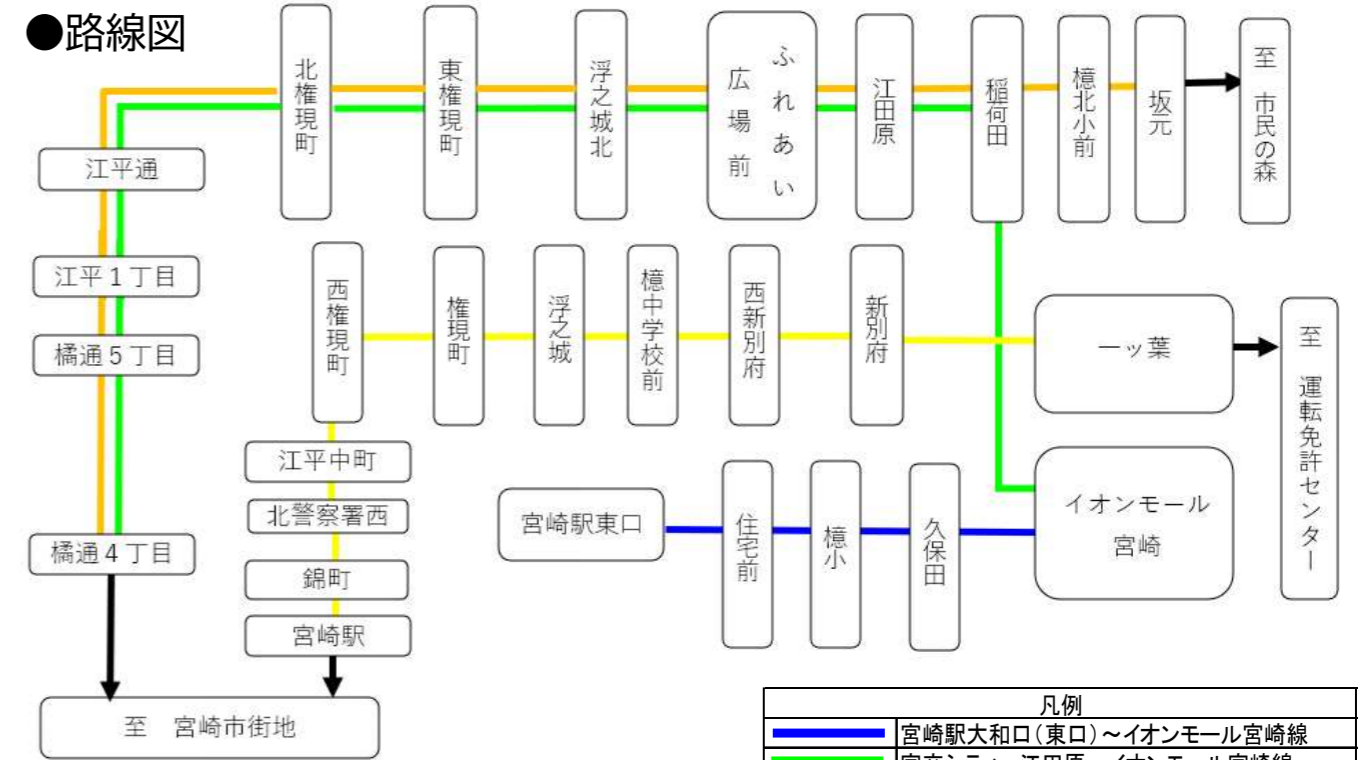 ●路線図
北権現町
東権現町
浮之城北
ふれあい
広場前
江田原
稲荷田
檍北小前
坂元
至 市民の森
江平通
江平1丁目
橘通5丁目
橘通4丁目
至 宮崎市街地
西権現町
権現町
浮之城
檍中学校前
西新別府
新別府
一ッ葉
至 運転免許センター
江平中町
北警察署西
錦町
宮崎駅
宮崎駅東口
住宅前
檍小
久保田
イオンモール
宮崎
凡例
宮崎駅大和口(東口)~イオンモール宮崎線